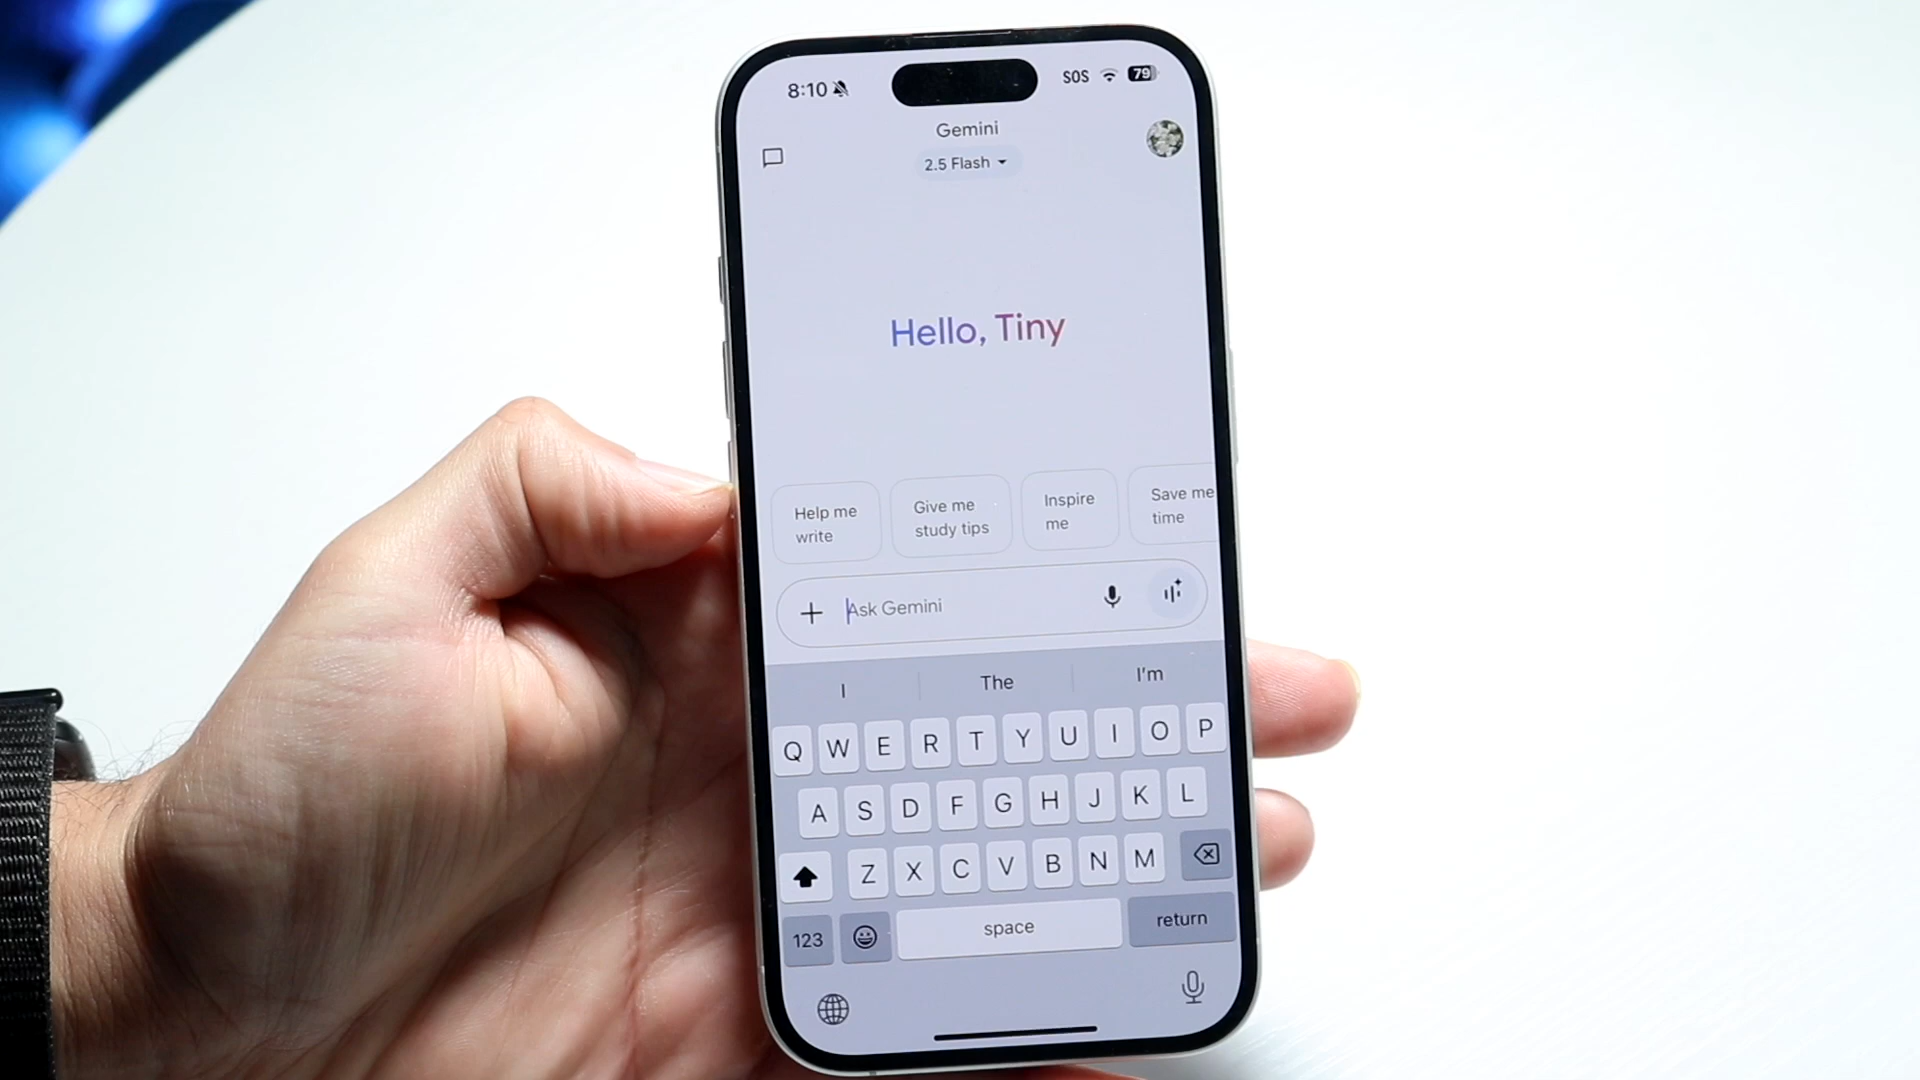 8:10
SOS
79
Gemini
2.5 Flash
Hello, Tiny
Help me
write
Give me
study tips
Inspire
me
Save me
time
Ask Gemini
I
The
I'm
Q W E R T Y U I O P
A S D F G H J K L
Z X C V B N M
123
space
return